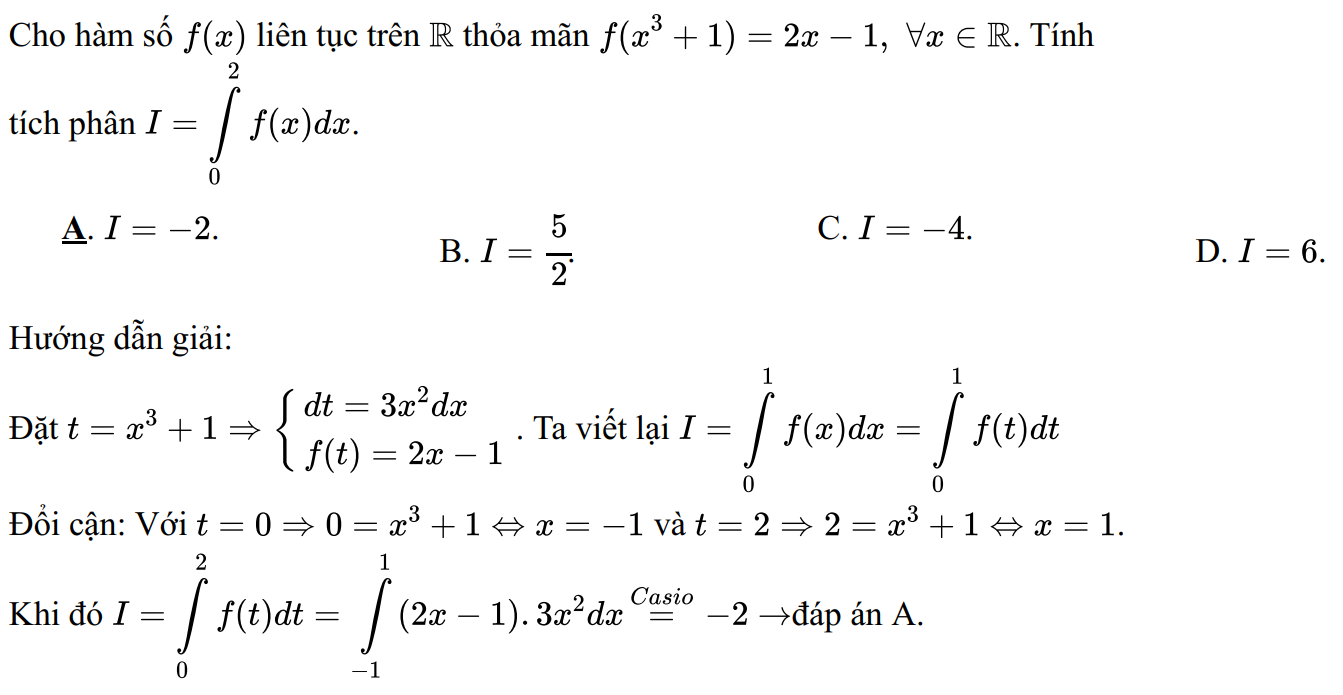 Cho hàm số f(x) liên tục trên ℝ thỏa mãn f(x³ + 1) = 2x − 1, ∀x ∈ ℝ. Tính
tích phân I = ∫₀² f(x)dx.
A. I = −2. B. I = 5/2. C. I = −4. D. I = 6.
Hướng dẫn giải:
Đặt t = x³ + 1 ⇒ { dt = 3x²dx ; f(t) = 2x − 1 . Ta viết lại I = ∫₀¹ f(x)dx = ∫₀¹ f(t)dt
Đổi cận: Với t = 0 ⇒ 0 = x³ + 1 ⇔ x = −1 và t = 2 ⇒ 2 = x³ + 1 ⇔ x = 1.
Khi đó I = ∫₀² f(t)dt = ∫₋₁¹ (2x − 1). 3x²dx =^Casio −2 →đáp án A.